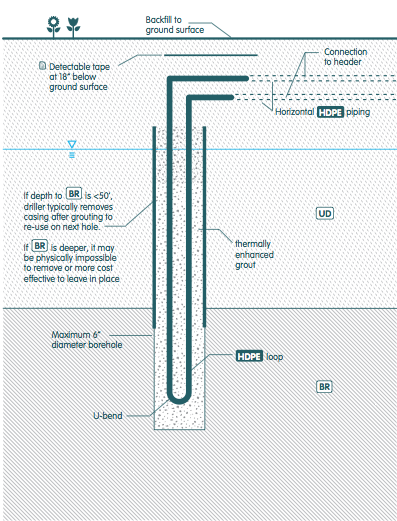 Backfill to
ground surface
Connection
to header
Detectable tape
at 18" below
ground surface
Horizontal HDPE piping
If depth to BR is <50',
driller typically removes
casing after grouting to
re-use on next hole.
UD
If BR is deeper, it may
be physically impossible
to remove or more cost
effective to leave in place
thermally
enhanced
grout
Maximum 6"
diameter borehole
HDPE loop
BR
U-bend